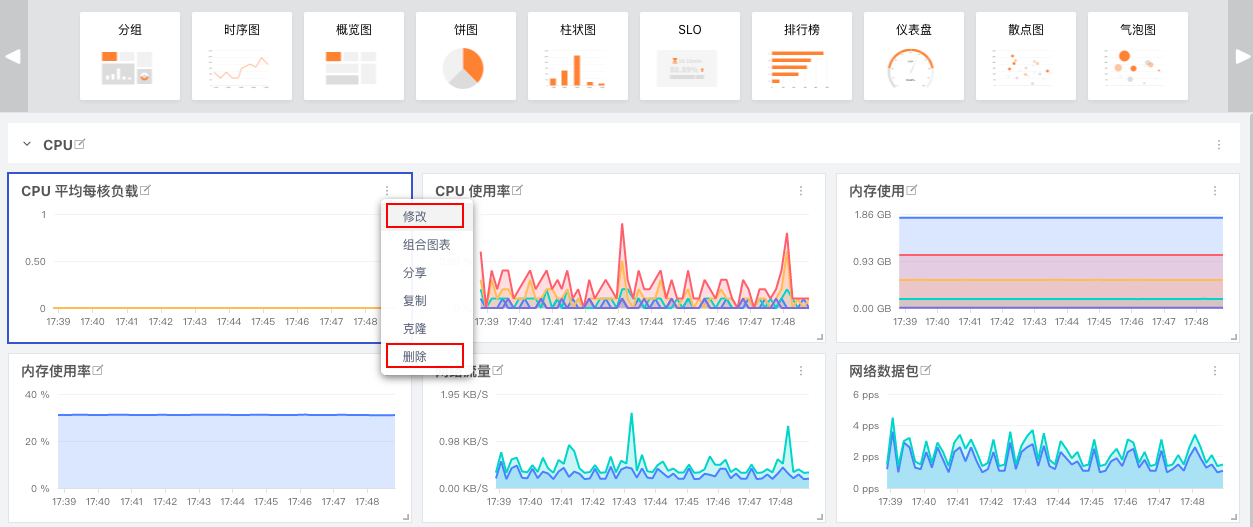 分组
时序图
概览图
饼图
柱状图
SLO
排行榜
仪表盘
散点图
气泡图
CPU
CPU 平均每核负载
1
0.50
0
17:39 17:40 17:41 17:42 17:43 17:44 17:45 17:46 17:47 17:48
修改
组合图表
分享
复制
克隆
删除
CPU 使用率
17:39 17:40 17:41 17:42 17:43 17:44 17:45 17:46 17:47 17:48
内存使用
1.86 GB
0.93 GB
0.00 GB
17:39 17:40 17:41 17:42 17:43 17:44 17:45 17:46 17:47 17:48
内存使用率
40 %
20 %
0 %
17:39 17:40 17:41 17:42 17:43 17:44 17:45 17:46 17:47 17:48
网络流量
1.95 KB/S
0.98 KB/S
0.00 KB/S
17:39 17:40 17:41 17:42 17:43 17:44 17:45 17:46 17:47 17:48
网络数据包
6 pps
4 pps
2 pps
0 pps
17:39 17:40 17:41 17:42 17:43 17:44 17:45 17:46 17:47 17:48